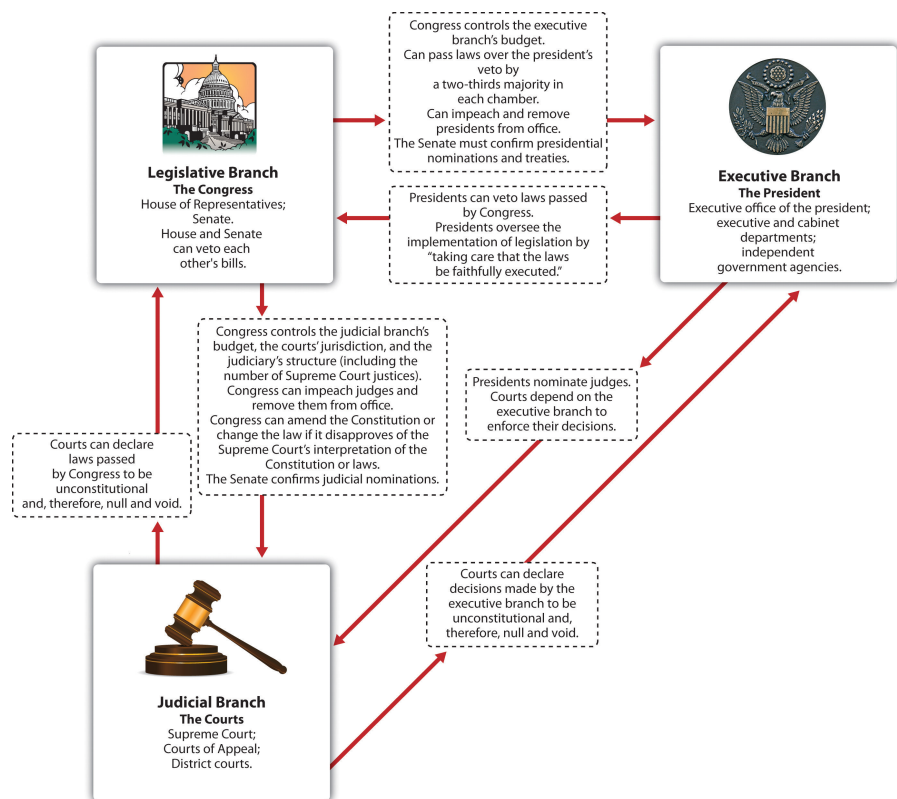 Congress controls the executive
branch's budget.
Can pass laws over the president's
veto by
a two-thirds majority in
each chamber.
Can impeach and remove
presidents from office.
The Senate must confirm presidential
nominations and treaties.
Legislative Branch
The Congress
House of Representatives;
Senate.
House and Senate
can veto each
other's bills.
Executive Branch
The President
Executive office of the president;
executive and cabinet
departments;
independent
government agencies.
Presidents can veto laws passed
by Congress.
Presidents oversee the
implementation of legislation by
“taking care that the laws
be faithfully executed.”
Congress controls the judicial branch's
budget, the courts' jurisdiction, and the
judiciary's structure (including the
number of Supreme Court justices).
Congress can impeach judges and
remove them from office.
Congress can amend the Constitution or
change the law if it disapproves of the
Supreme Court's interpretation of the
Constitution or laws.
The Senate confirms judicial nominations.
Presidents nominate judges.
Courts depend on the
executive branch to
enforce their decisions.
Courts can declare
laws passed
by Congress to be
unconstitutional
and, therefore, null and void.
Courts can declare
decisions made by the
executive branch to be
unconstitutional and,
therefore, null and void.
Judicial Branch
The Courts
Supreme Court;
Courts of Appeal;
District courts.